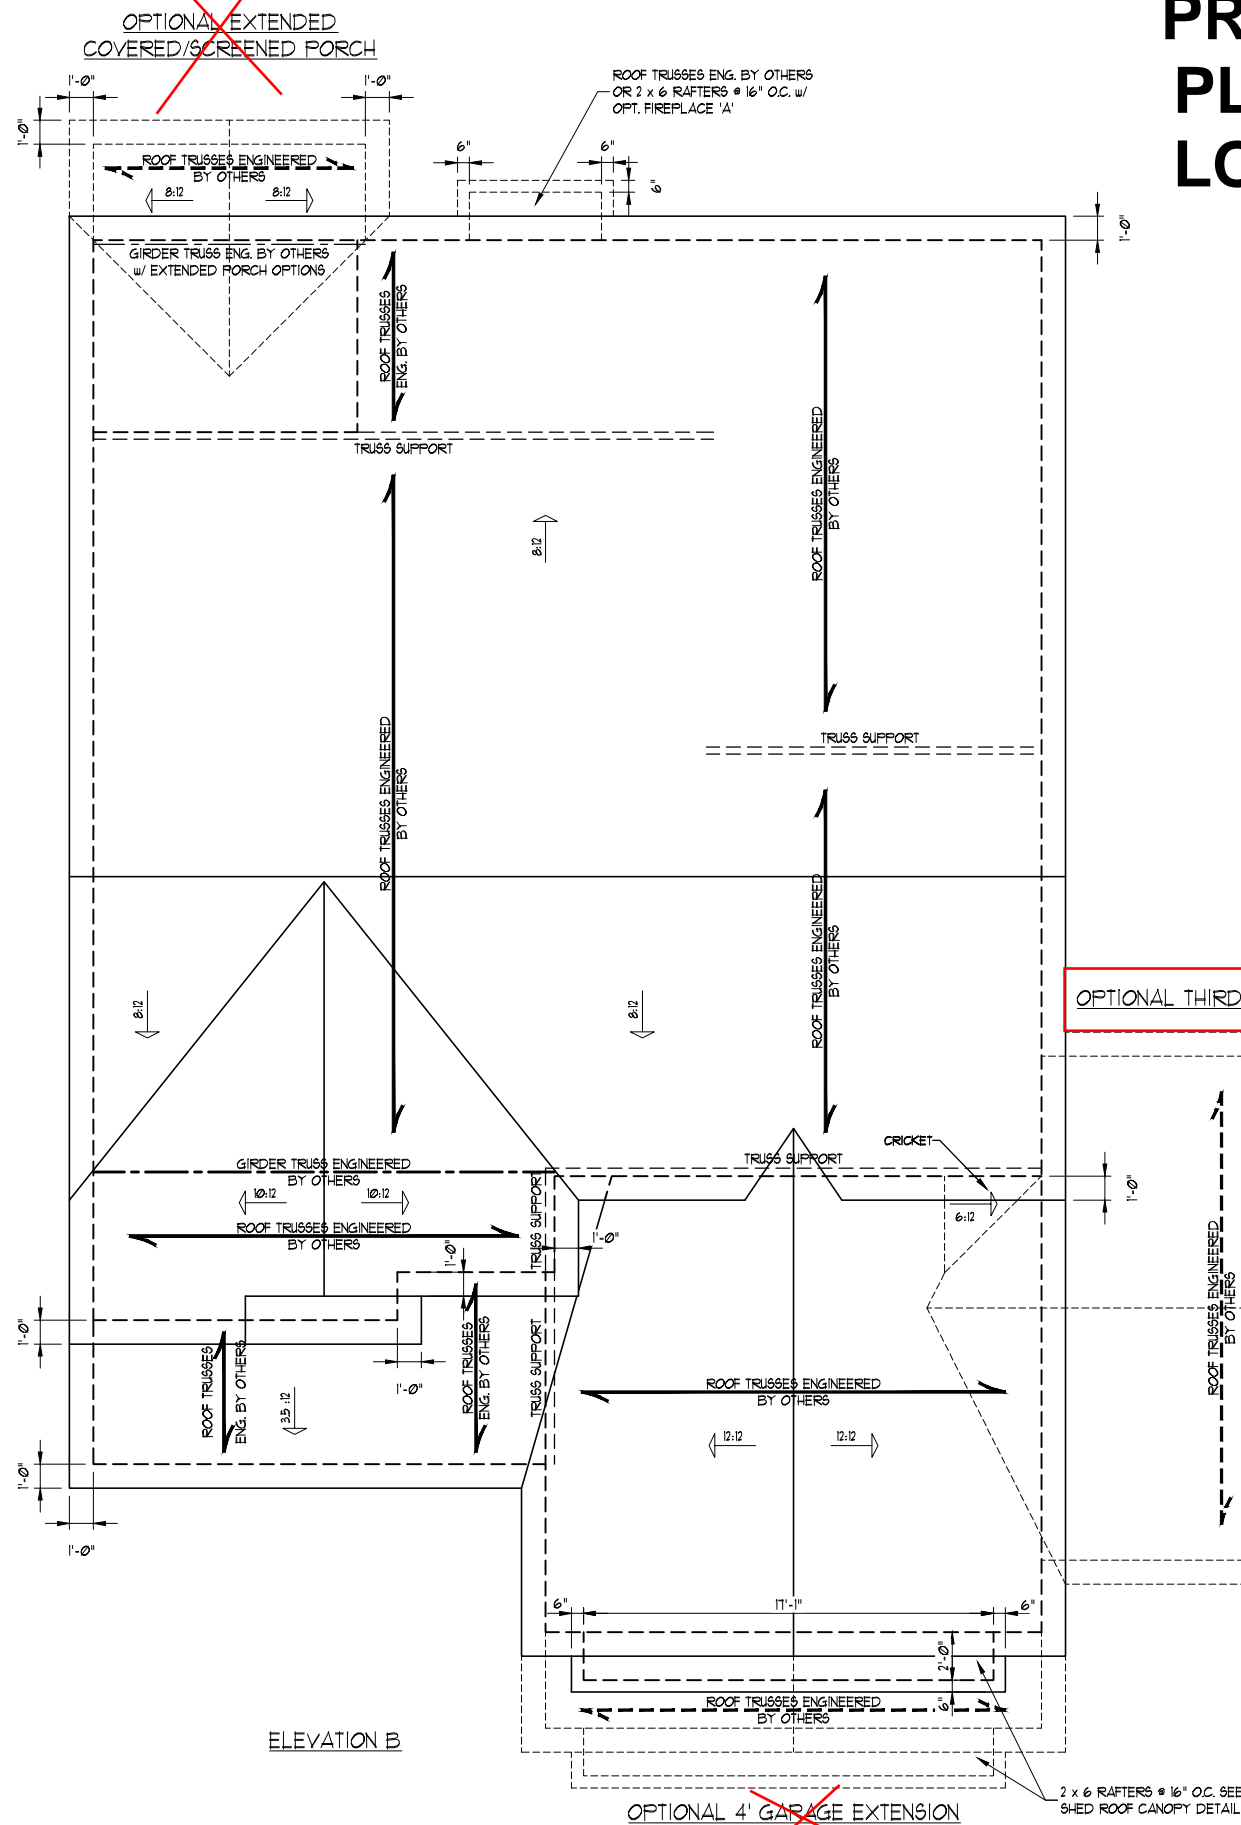 OPTIONAL EXTENDED
COVERED/SCREENED PORCH
PR
PL
LO
1'-0"
1'-0"
1'-0"
ROOF TRUSSES ENG. BY OTHERS
OR 2 x 6 RAFTERS @ 16" O.C. w/
OPT. FIREPLACE 'A'
ROOF TRUSSES ENGINEERED
BY OTHERS
8:12
8:12
6"
6"
6"
1'-0"
GIRDER TRUSS ENG. BY OTHERS
w/ EXTENDED PORCH OPTIONS
ROOF TRUSSES
ENG. BY OTHERS
TRUSS SUPPORT
ROOF TRUSSES ENGINEERED
BY OTHERS
8:12
TRUSS SUPPORT
ROOF TRUSSES ENGINEERED
BY OTHERS
ROOF TRUSSES ENGINEERED
BY OTHERS
8:12
8:12
OPTIONAL THIRD
CRICKET
TRUSS SUPPORT
GIRDER TRUSS ENGINEERED
BY OTHERS
10:12
10:12
ROOF TRUSSES ENGINEERED
BY OTHERS
TRUSS SUPPORT
1'-0"
1'-0"
6:12
1'-0"
ROOF TRUSSES ENGINEERED
BY OTHERS
1'-0"
ROOF TRUSSES
ENG. BY OTHERS
3.5 :12
1'-0"
ROOF TRUSSES
ENG. BY OTHERS
TRUSS SUPPORT
ROOF TRUSSES ENGINEERED
BY OTHERS
12:12
12:12
1'-0"
1'-0"
6"
17'-1"
6"
2'-0"
6"
ROOF TRUSSES ENGINEERED
BY OTHERS
ELEVATION B
2 x 6 RAFTERS @ 16" O.C. SEE
SHED ROOF CANOPY DETAIL
OPTIONAL 4' GARAGE EXTENSION